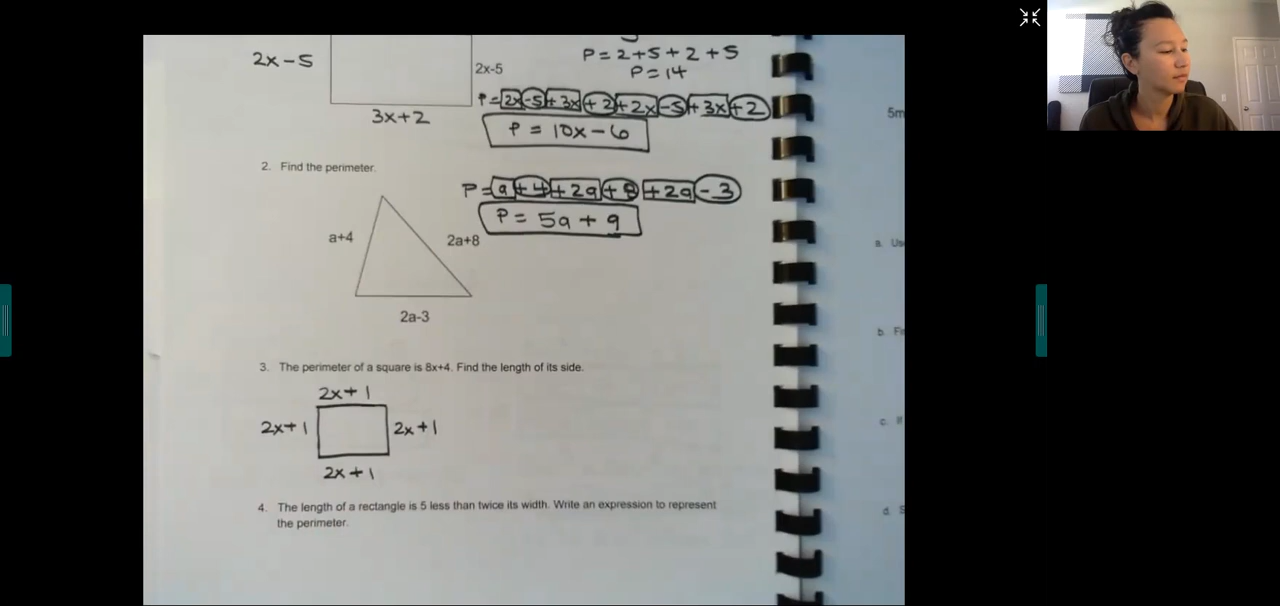 2x-5
2x-5
3x+2
P=2+5+2+5
P=14
P=2x-5+3x+2+2x-5+3x+2
P = 10x-6
2. Find the perimeter.
P=a+4+2a+8+2a-3
P= 5a+9
a+4
2a+8
2a-3
3. The perimeter of a square is 8x+4. Find the length of its side.
2x+1
2x+1
2x+1
2x+1
4. The length of a rectangle is 5 less than twice its width. Write an expression to represent
the perimeter.
5m
a. Us
b. Fi
c. If
d. S